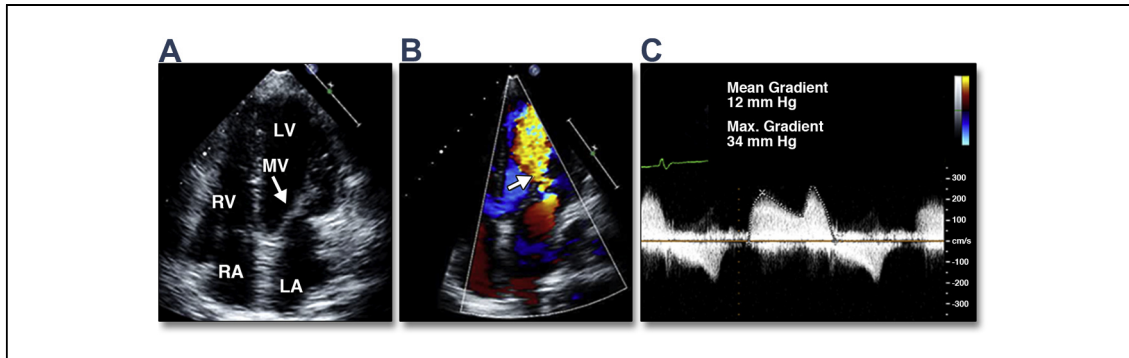 A
B
C
LV
MV
RV
RA
LA
Mean Gradient
12 mm Hg
Max. Gradient
34 mm Hg
300
200
100
cm/s
-100
-200
-300